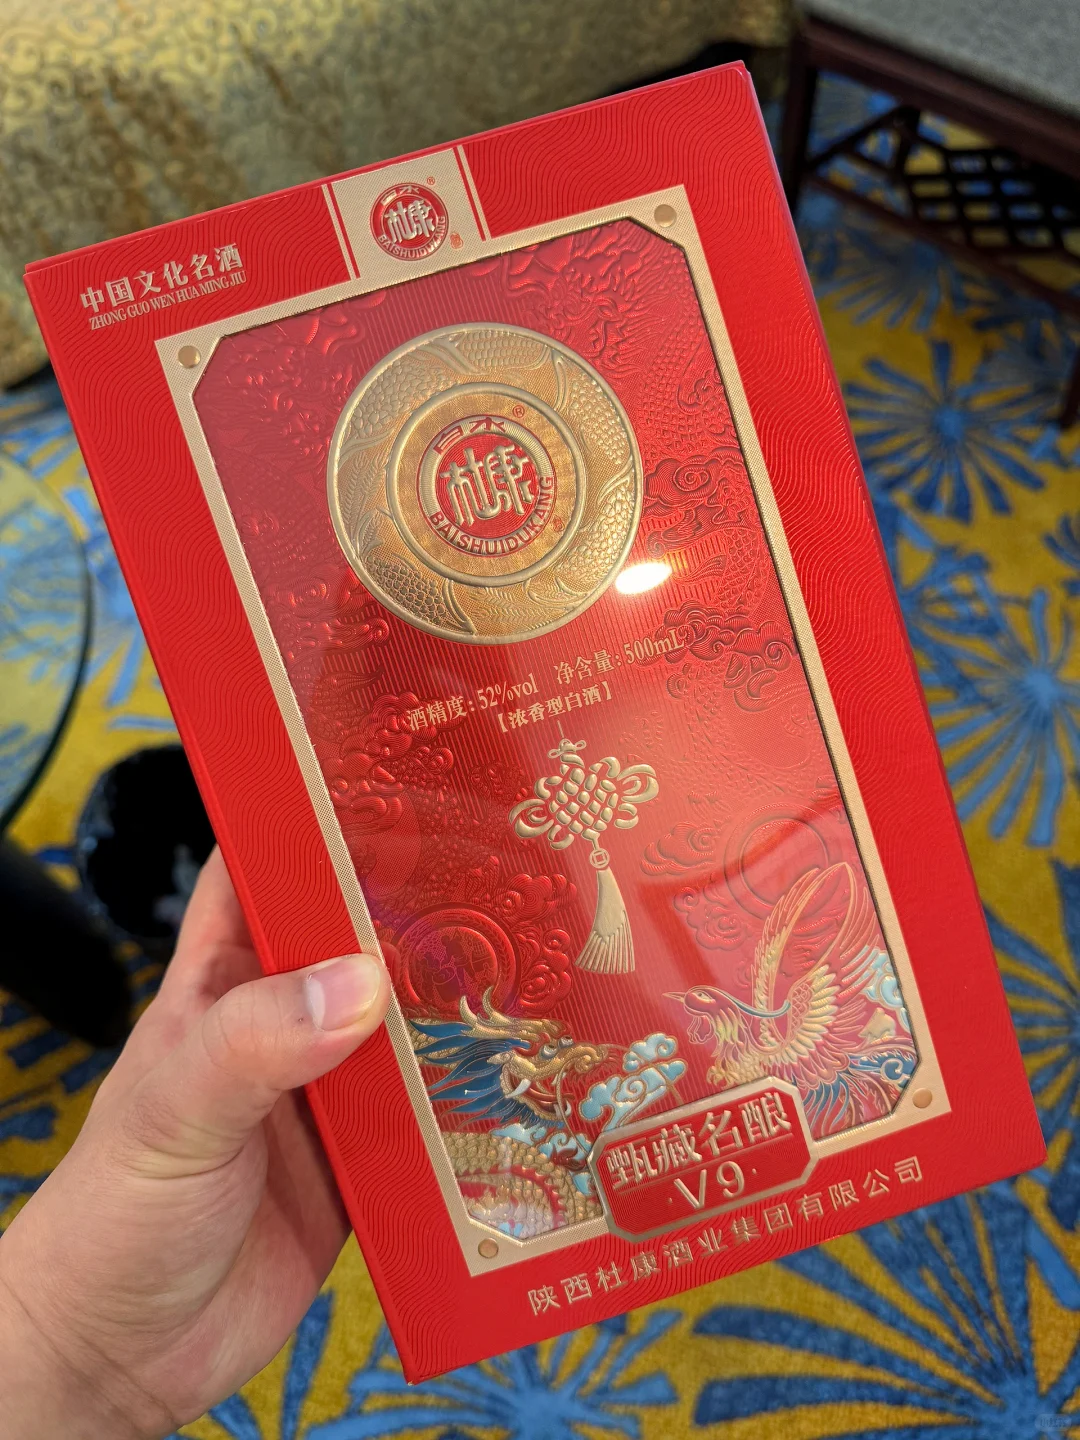 白水
杜康
®
BAISHUIDUKANG
中国文化名酒
ZHONG GUO WEN HUA MING JIU
白水
®
杜康
BAISHUIDUKANG
酒精度:52%vol 净含量:500mL
【浓香型白酒】
甄藏名酿
·V9·
陕西杜康酒业集团有限公司